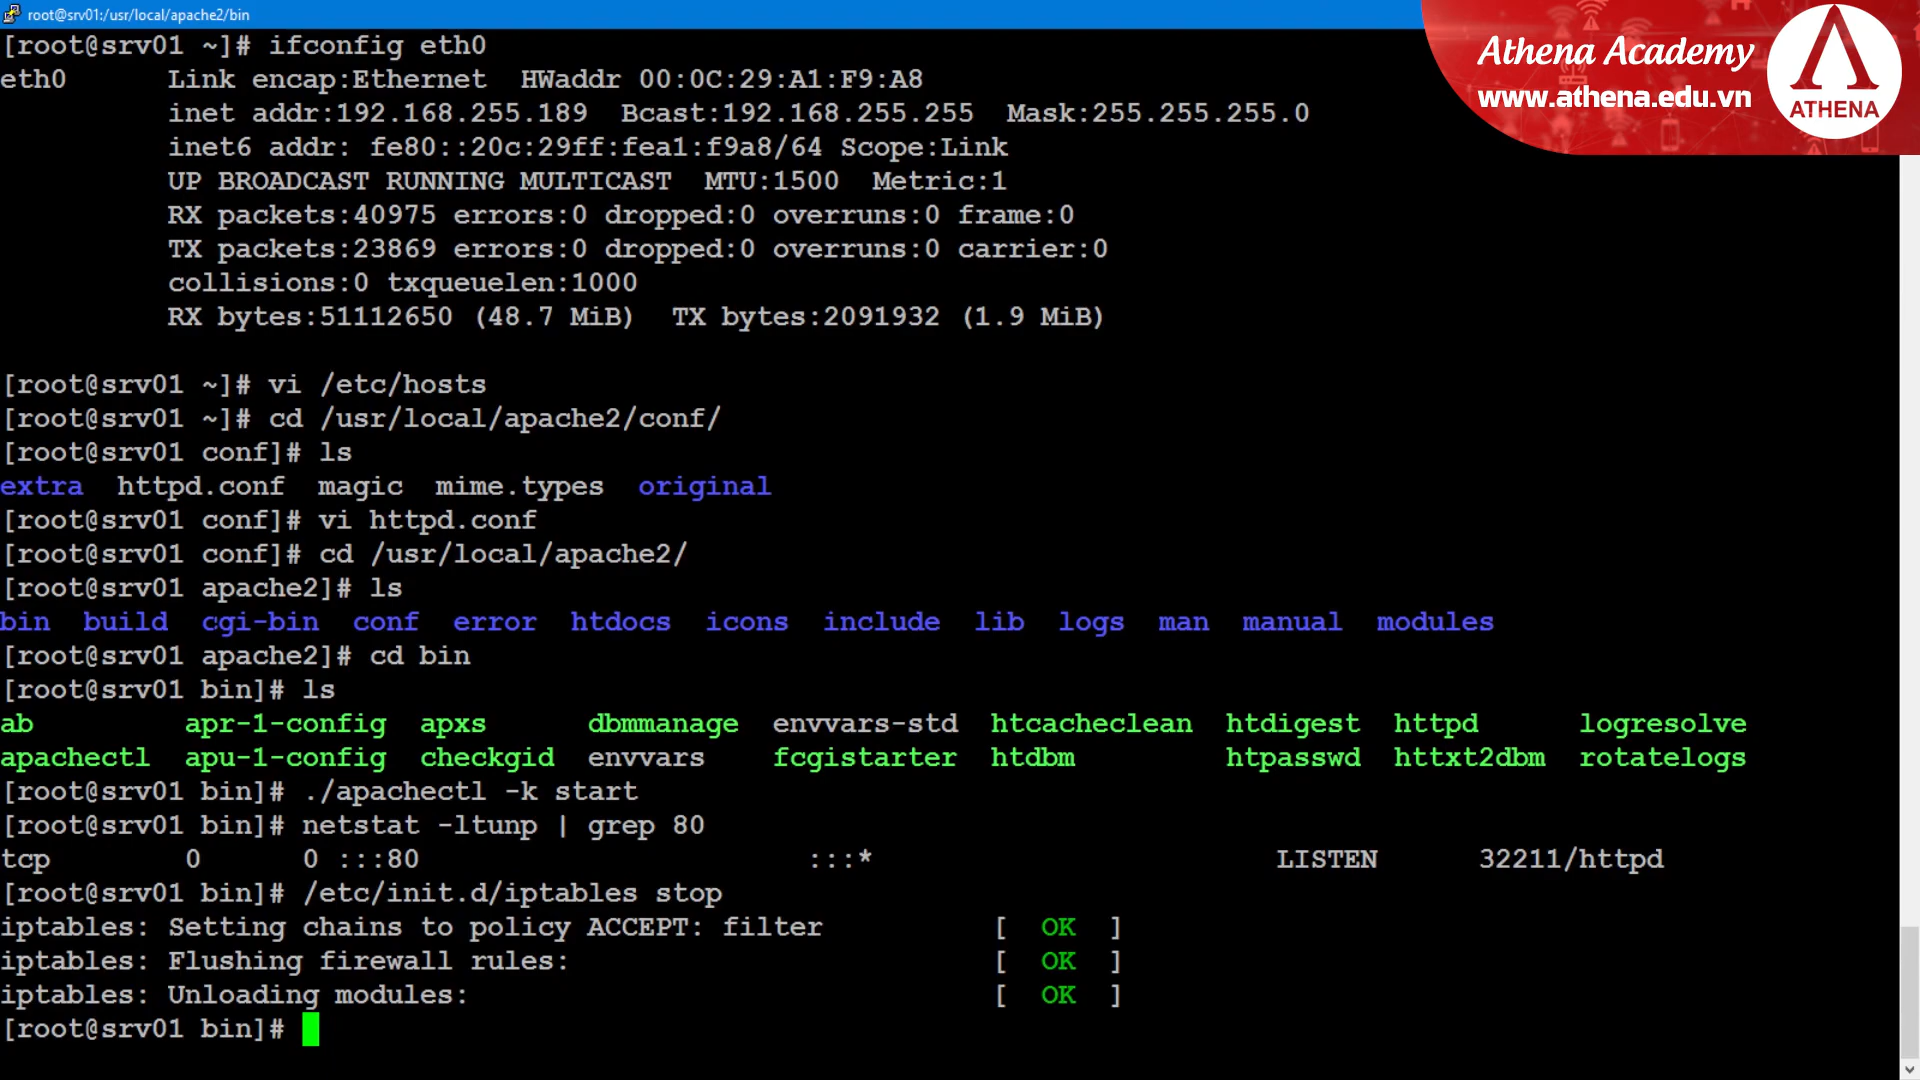 root@srv01:/usr/local/apache2/bin
Athena Academy
www.athena.edu.vn
ATHENA
[root@srv01 ~]# ifconfig eth0
eth0      Link encap:Ethernet  HWaddr 00:0C:29:A1:F9:A8
          inet addr:192.168.255.189  Bcast:192.168.255.255  Mask:255.255.255.0
          inet6 addr: fe80::20c:29ff:fea1:f9a8/64 Scope:Link
          UP BROADCAST RUNNING MULTICAST  MTU:1500  Metric:1
          RX packets:40975 errors:0 dropped:0 overruns:0 frame:0
          TX packets:23869 errors:0 dropped:0 overruns:0 carrier:0
          collisions:0 txqueuelen:1000
          RX bytes:51112650 (48.7 MiB)  TX bytes:2091932 (1.9 MiB)
[root@srv01 ~]# vi /etc/hosts
[root@srv01 ~]# cd /usr/local/apache2/conf/
[root@srv01 conf]# ls
extra  httpd.conf  magic  mime.types  original
[root@srv01 conf]# vi httpd.conf
[root@srv01 conf]# cd /usr/local/apache2/
[root@srv01 apache2]# ls
bin  build  cgi-bin  conf  error  htdocs  icons  include  lib  logs  man  manual  modules
[root@srv01 apache2]# cd bin
[root@srv01 bin]# ls
ab         apr-1-config  apxs      dbmmanage  envvars-std  htcacheclean  htdigest  httpd      logresolve
apachectl  apu-1-config  checkgid  envvars    fcgistarter  htdbm         htpasswd  httxt2dbm  rotatelogs
[root@srv01 bin]# ./apachectl -k start
[root@srv01 bin]# netstat -ltunp | grep 80
tcp        0      0 :::80                       :::*                        LISTEN      32211/httpd
[root@srv01 bin]# /etc/init.d/iptables stop
iptables: Setting chains to policy ACCEPT: filter          [  OK  ]
iptables: Flushing firewall rules:                         [  OK  ]
iptables: Unloading modules:                               [  OK  ]
[root@srv01 bin]#